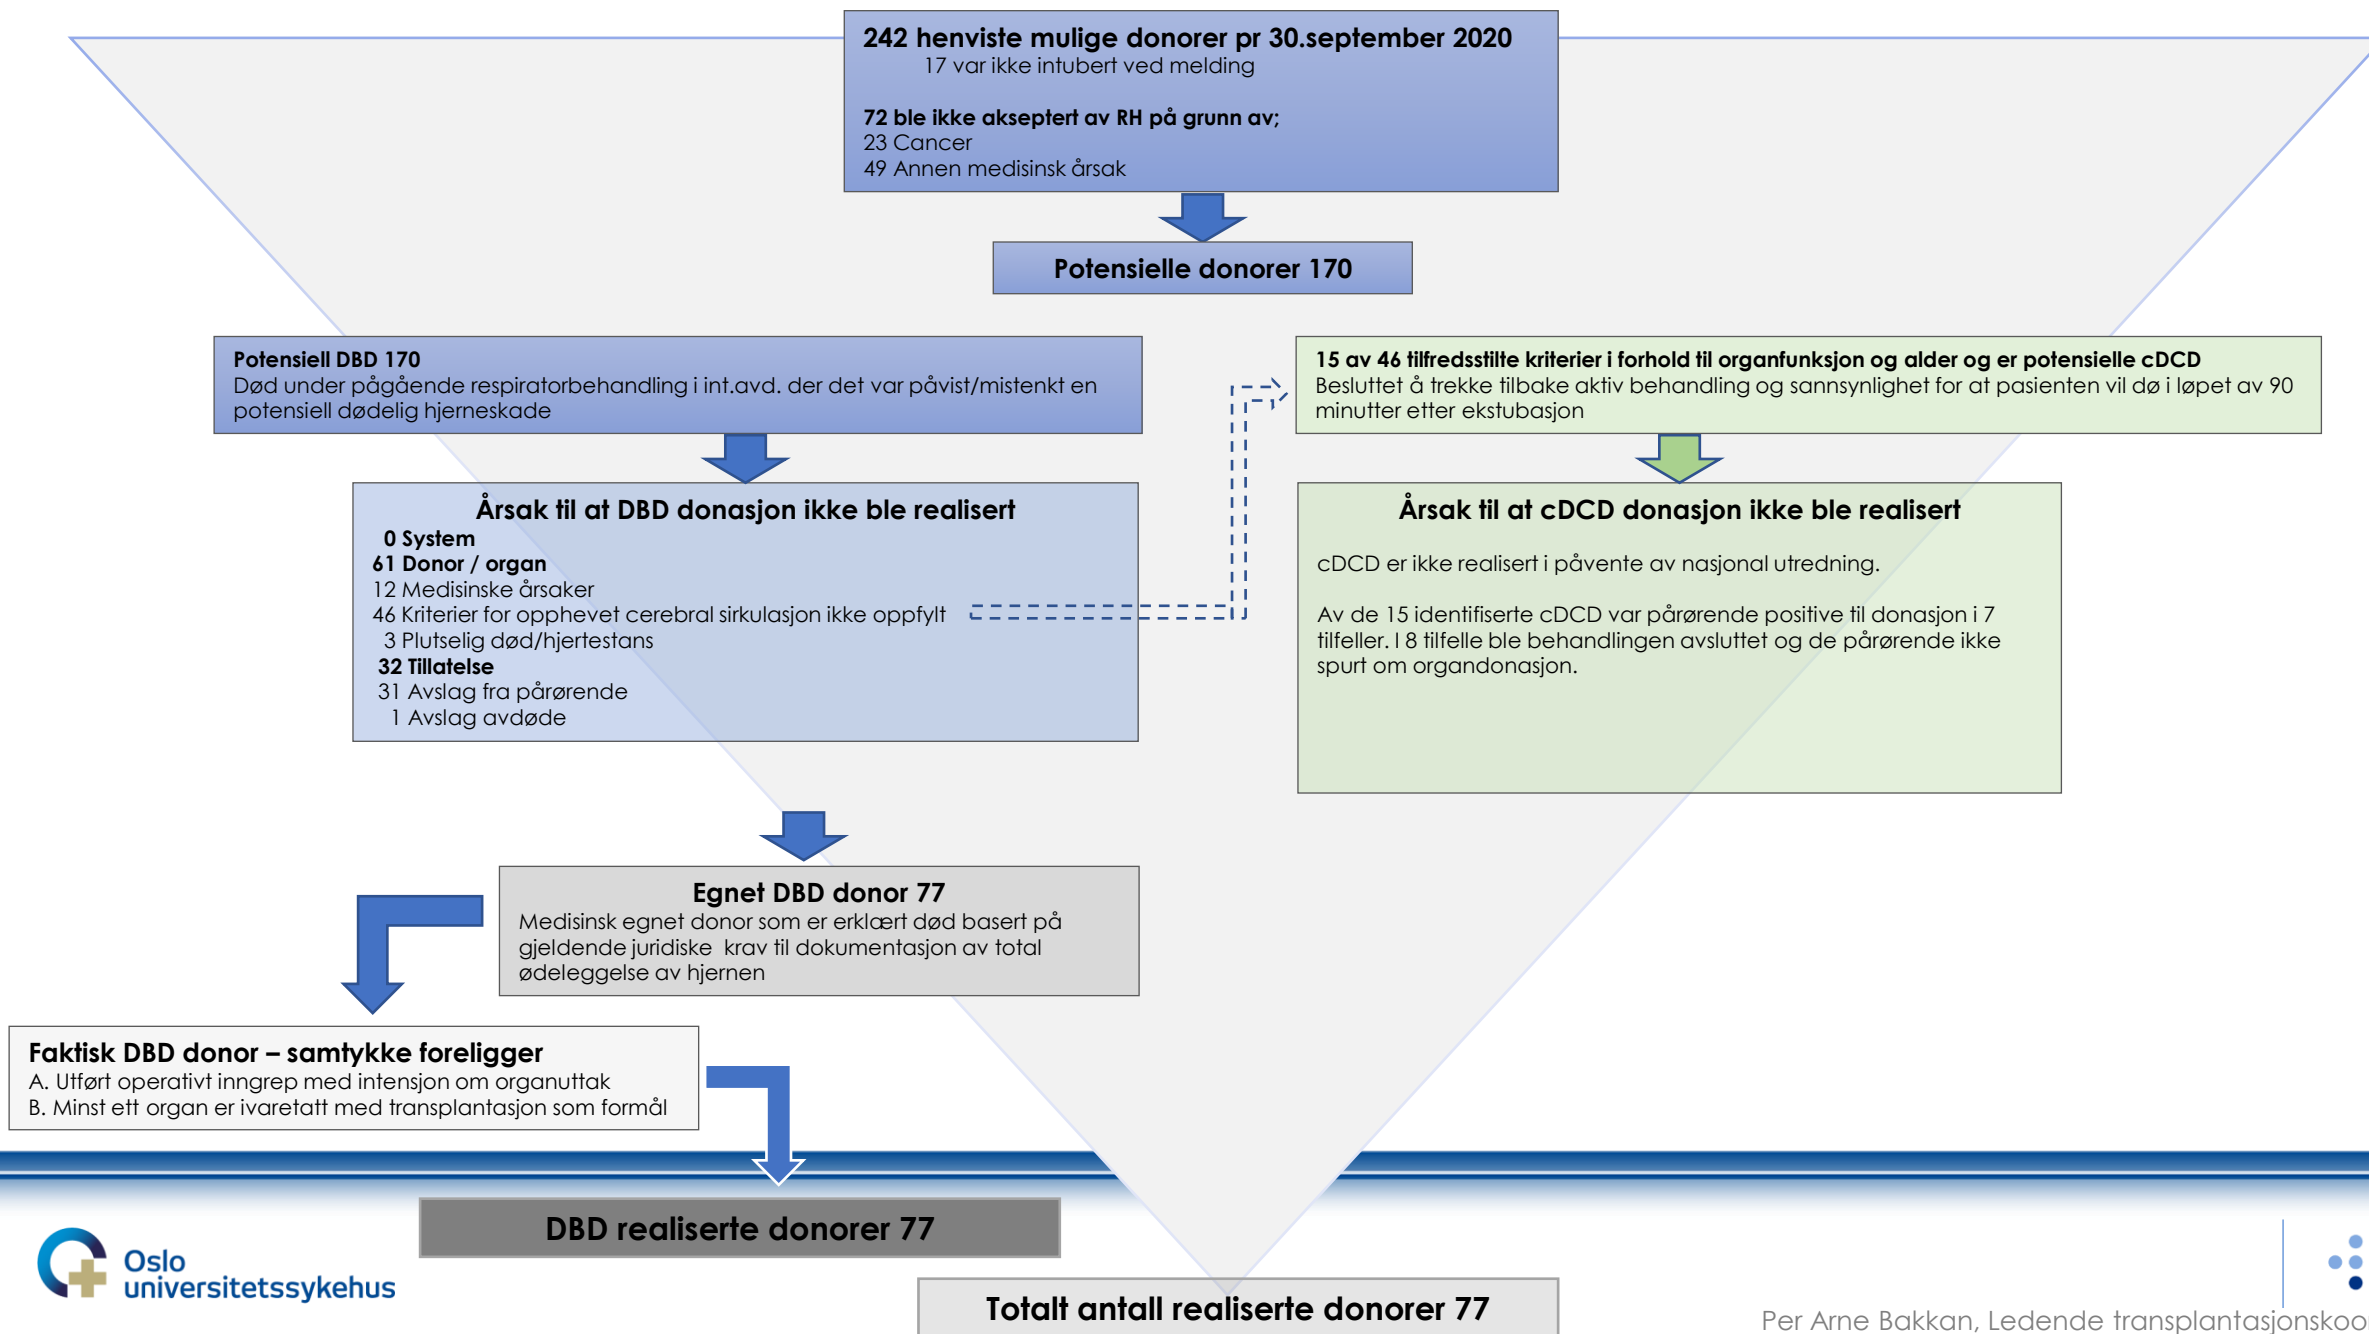 242 henviste mulige donorer pr 30.september 2020
17 var ikke intubert ved melding
72 ble ikke akseptert av RH på grunn av;
23 Cancer
49 Annen medisinsk årsak
Potensielle donorer 170
Potensiell DBD 170
Død under pågående respiratorbehandling i int.avd. der det var påvist/mistenkt en
potensiell dødelig hjerneskade
15 av 46 tilfredsstilte kriterier i forhold til organfunksjon og alder og er potensielle cDCD
Besluttet å trekke tilbake aktiv behandling og sannsynlighet for at pasienten vil dø i løpet av 90
minutter etter ekstubasjon
Årsak til at DBD donasjon ikke ble realisert
0 System
61 Donor / organ
12 Medisinske årsaker
46 Kriterier for opphevet cerebral sirkulasjon ikke oppfylt
3 Plutselig død/hjertestans
32 Tillatelse
31 Avslag fra pårørende
1 Avslag avdøde
Årsak til at cDCD donasjon ikke ble realisert
cDCD er ikke realisert i påvente av nasjonal utredning.
Av de 15 identifiserte cDCD var pårørende positive til donasjon i 7
tilfeller. I 8 tilfelle ble behandlingen avsluttet og de pårørende ikke
spurt om organdonasjon.
Egnet DBD donor 77
Medisinsk egnet donor som er erklært død basert på
gjeldende juridiske krav til dokumentasjon av total
ødeleggelse av hjernen
Faktisk DBD donor – samtykke foreligger
A. Utført operativt inngrep med intensjon om organuttak
B. Minst ett organ er ivaretatt med transplantasjon som formål
DBD realiserte donorer 77
Totalt antall realiserte donorer 77
Oslo
universitetssykehus
Per Arne Bakkan, Ledende transplantasjonskoo